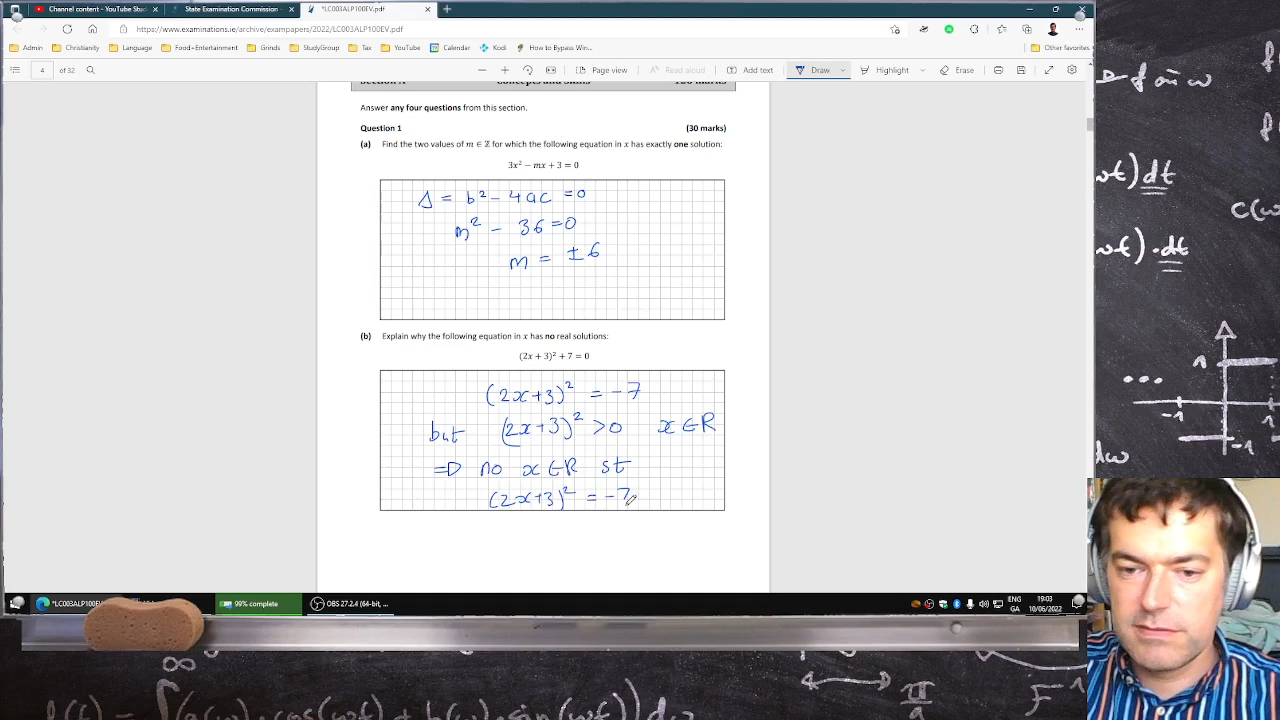 Channel content - YouTube Stu
State Examination Commission -
*LC003ALP100EV.pdf
https://www.examinations.ie/archive/exampapers/2022/LC003ALP100EV.pdf
Admin Christianity Language Food+Entertainment Grinds StudyGroup Tax YouTube Calendar Kodi How to Bypass Win... Other favorites
4 of 32 Page view Read aloud Add text Draw Highlight Erase
Answer any four questions from this section.
Question 1 (30 marks)
(a) Find the two values of m ∈ ℤ for which the following equation in x has exactly one solution:
3x² − mx + 3 = 0
Δ = b² - 4ac = 0
m² - 36 = 0
m = ±6
(b) Explain why the following equation in x has no real solutions:
(2x + 3)² + 7 = 0
(2x+3)² = -7
but (2x+3)² >0 x∈R
=> no x∈R st
(2x+3)² = -7
*LC003ALP100EV 99% complete OBS 27.2.4 (64-bit, ...
ENG
GA
19:03
10/06/2022